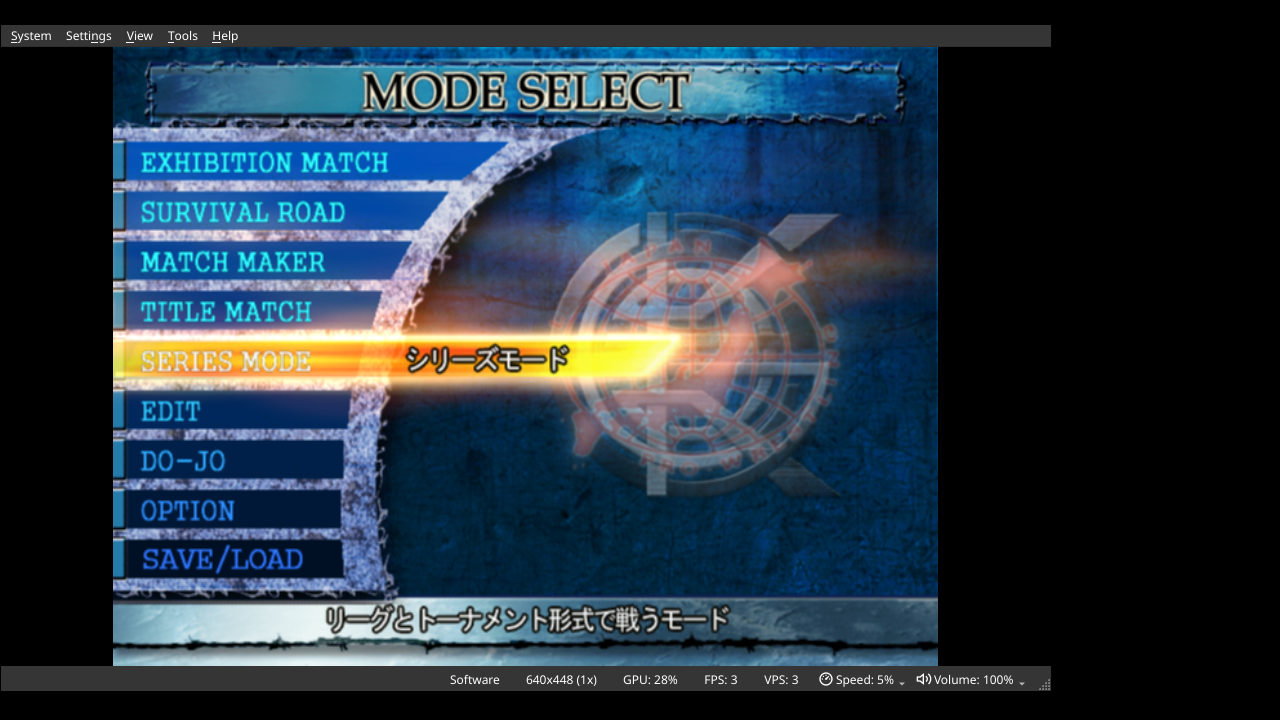 System Settings View Tools Help
MODE SELECT
EXHIBITION MATCH
SURVIVAL ROAD
MATCH MAKER
TITLE MATCH
SERIES MODE シリーズモード
EDIT
DO-JO
OPTION
SAVE/LOAD
リーグとトーナメント形式で戦うモード
Software 640x448 (1x) GPU: 28% FPS: 3 VPS: 3 Speed: 5% Volume: 100%